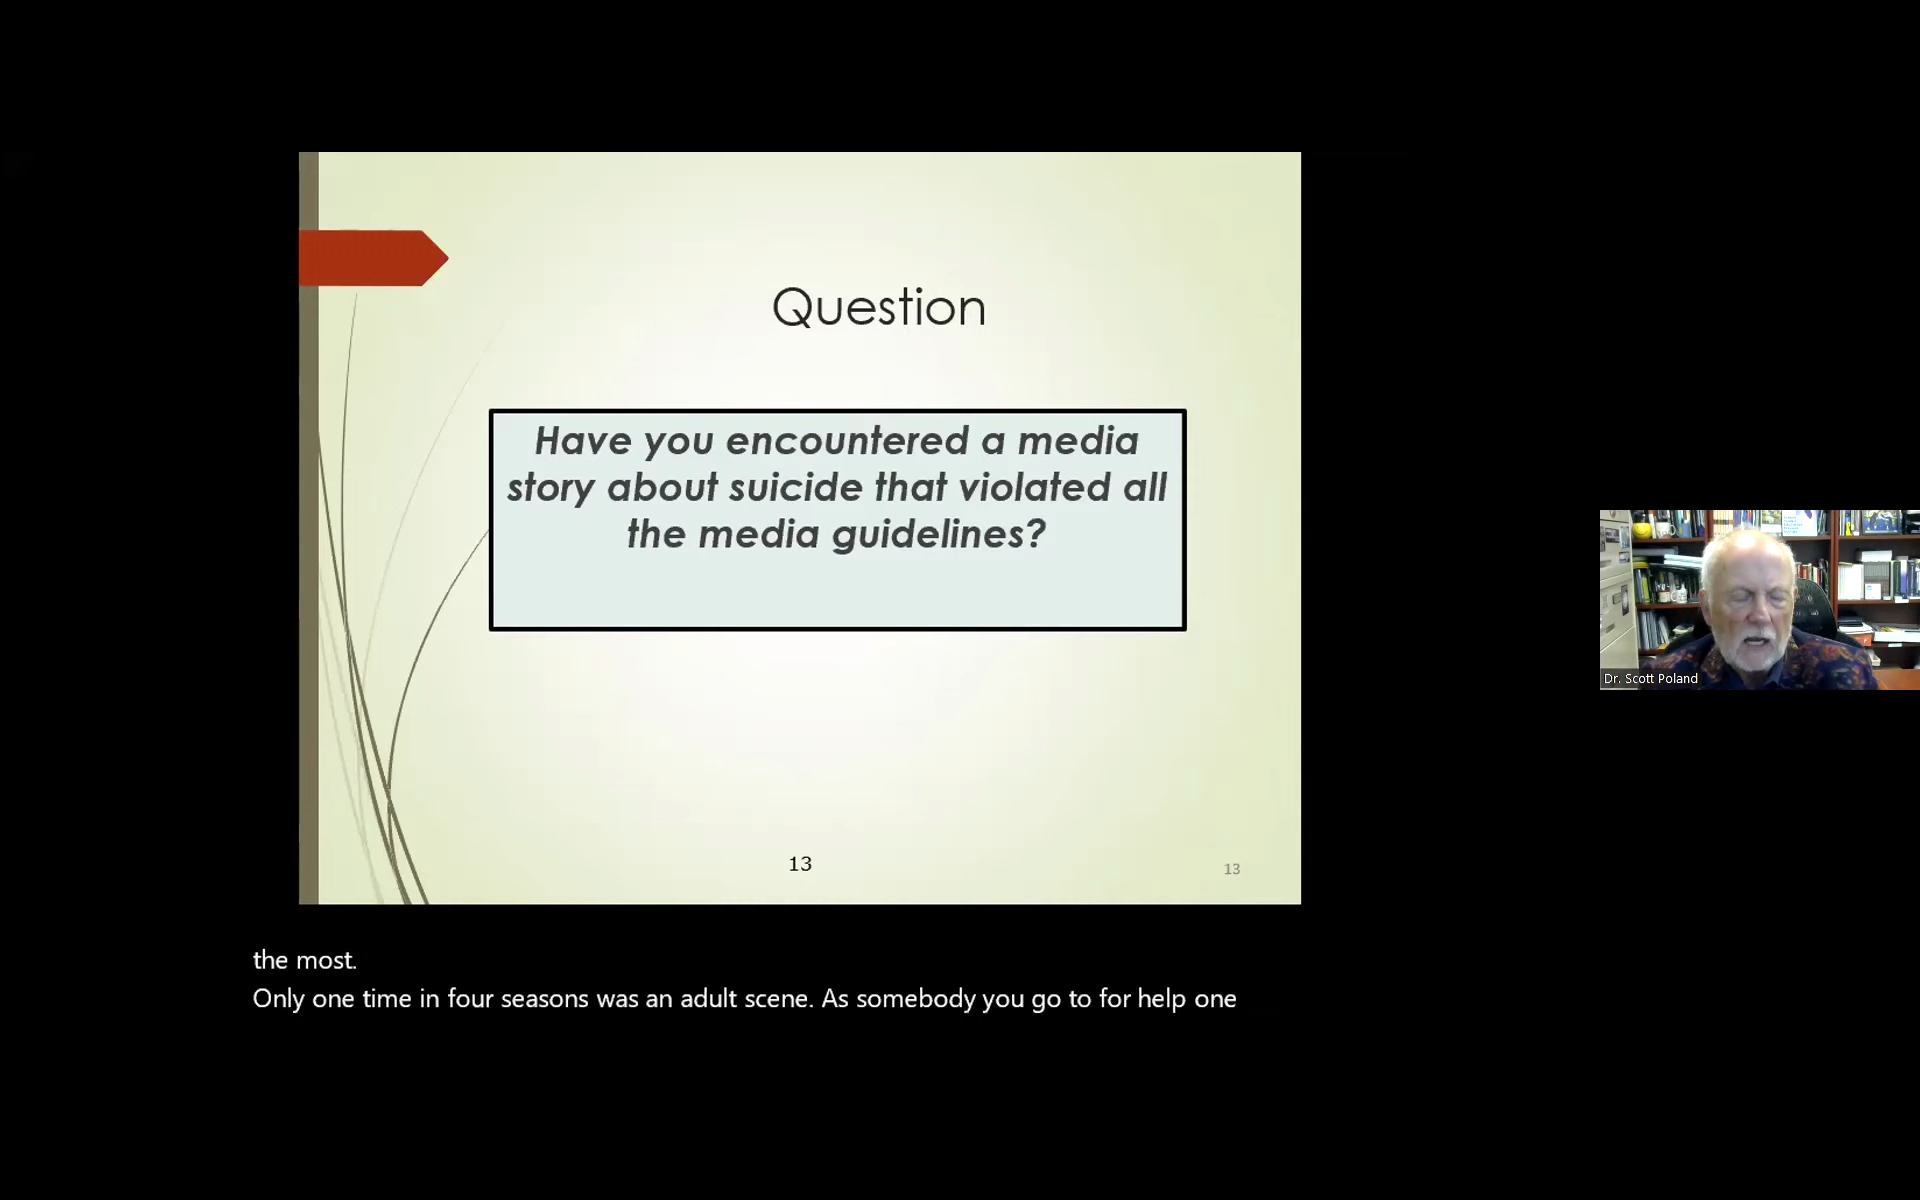 Question
Have you encountered a media
story about suicide that violated all
the media guidelines?
13
13
Dr. Scott Poland
the most.
Only one time in four seasons was an adult scene. As somebody you go to for help one